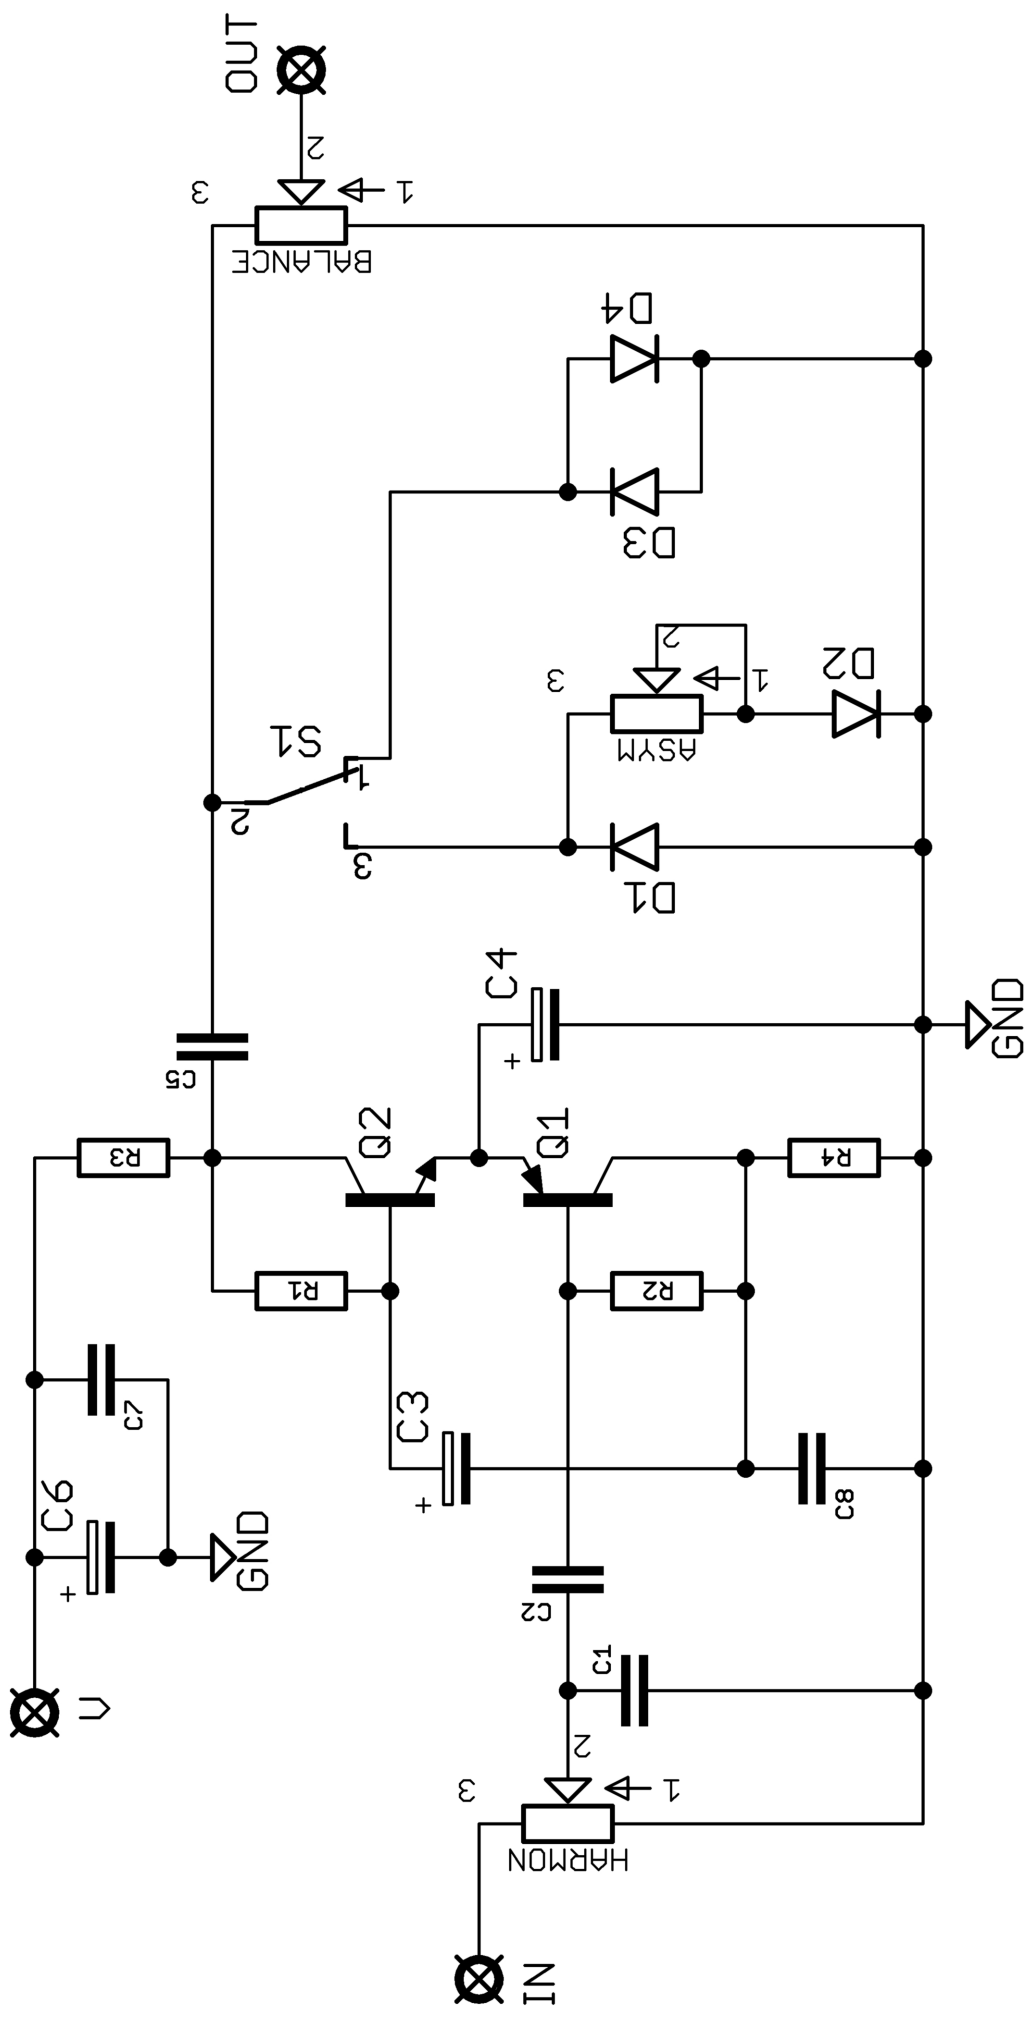 OUT
2
3
1
BALANCE
D4
D3
2
3
1
ASYM
D2
S1
2
1
3
D1
C4
+
GND
C5
R3
Q2
Q1
R4
R1
R2
C7
C3
+
C6
+
GND
C8
C2
C1
V
2
3
1
HARMON
IN